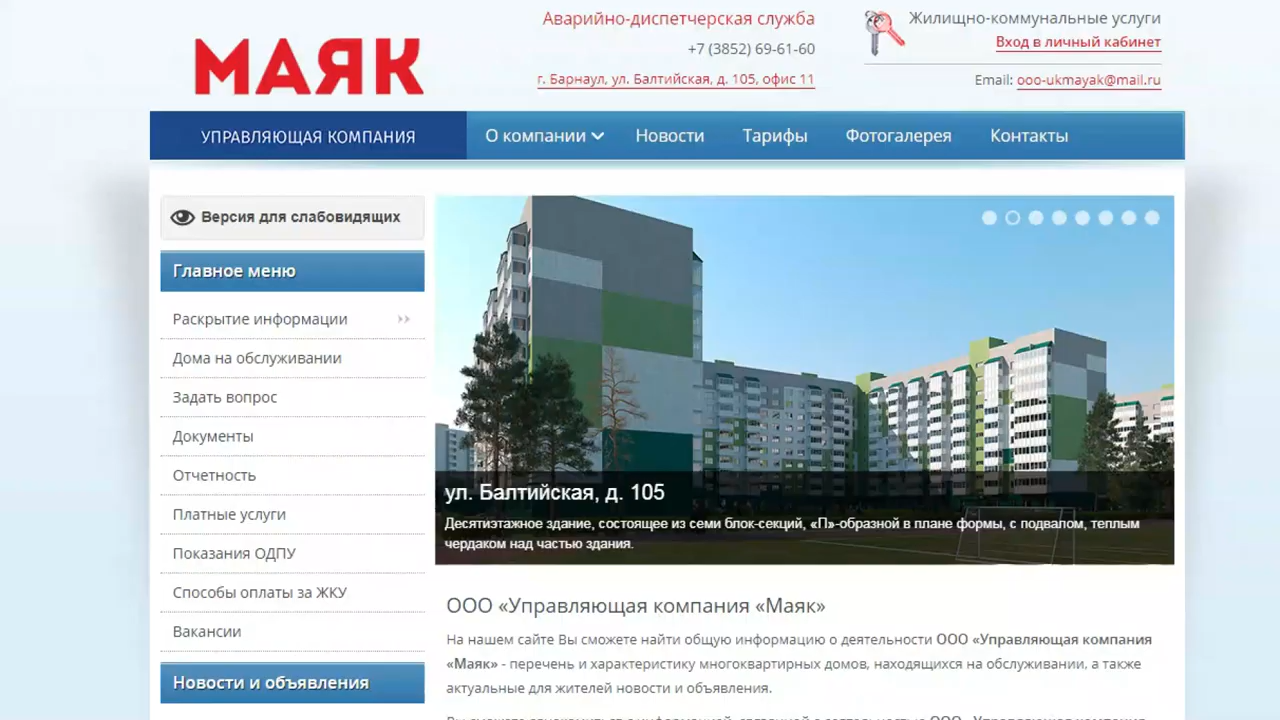 МАЯК
Аварийно-диспетчерская служба
+7 (3852) 69-61-60
г. Барнаул, ул. Балтийская, д. 105, офис 11
Жилищно-коммунальные услуги
Вход в личный кабинет
Email: ooo-ukmayak@mail.ru
УПРАВЛЯЮЩАЯ КОМПАНИЯ
О компании
Новости
Тарифы
Фотогалерея
Контакты
Версия для слабовидящих
Главное меню
Раскрытие информации
Дома на обслуживании
Задать вопрос
Документы
Отчетность
Платные услуги
Показания ОДПУ
Способы оплаты за ЖКУ
Вакансии
Новости и объявления
ул. Балтийская, д. 105
Десятиэтажное здание, состоящее из семи блок-секций, «П»-образной в плане формы, с подвалом, теплым
чердаком над частью здания.
ООО «Управляющая компания «Маяк»
На нашем сайте Вы сможете найти общую информацию о деятельности ООО «Управляющая компания
«Маяк» - перечень и характеристику многоквартирных домов, находящихся на обслуживании, а также
актуальные для жителей новости и объявления.